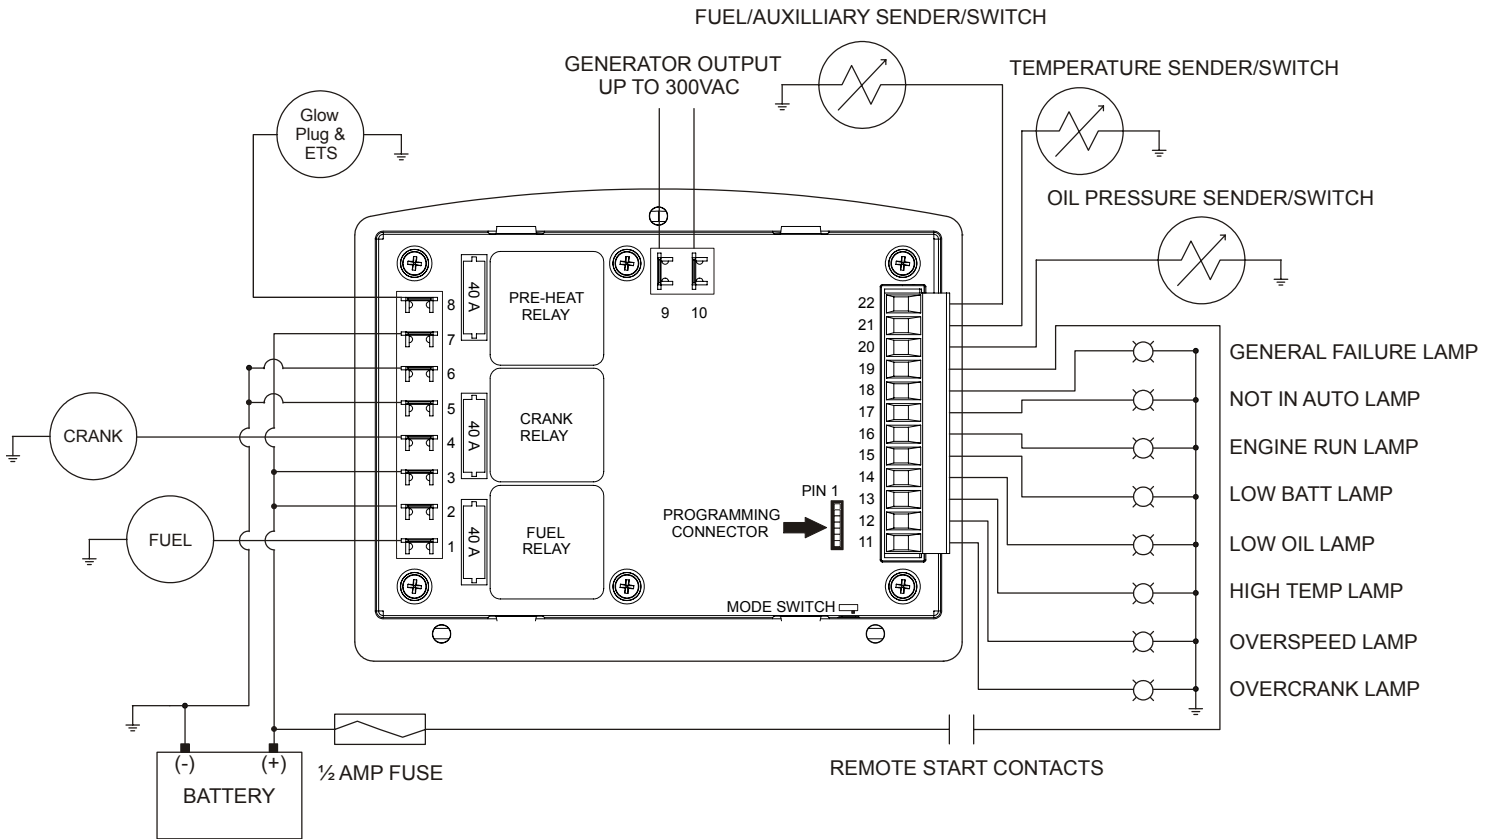 FUEL/AUXILLIARY SENDER/SWITCH
GENERATOR OUTPUT
UP TO 300VAC
TEMPERATURE SENDER/SWITCH
Glow
Plug &
ETS
OIL PRESSURE SENDER/SWITCH
40 A
PRE-HEAT
RELAY
8
7
6
5
4
3
2
1
9 10
22
21
20
19
18
17
16
15
14
13
12
11
CRANK
40 A
CRANK
RELAY
FUEL
40 A
FUEL
RELAY
PIN 1
PROGRAMMING
CONNECTOR
MODE SWITCH
GENERAL FAILURE LAMP
NOT IN AUTO LAMP
ENGINE RUN LAMP
LOW BATT LAMP
LOW OIL LAMP
HIGH TEMP LAMP
OVERSPEED LAMP
OVERCRANK LAMP
(-) (+)
BATTERY
½ AMP FUSE
REMOTE START CONTACTS